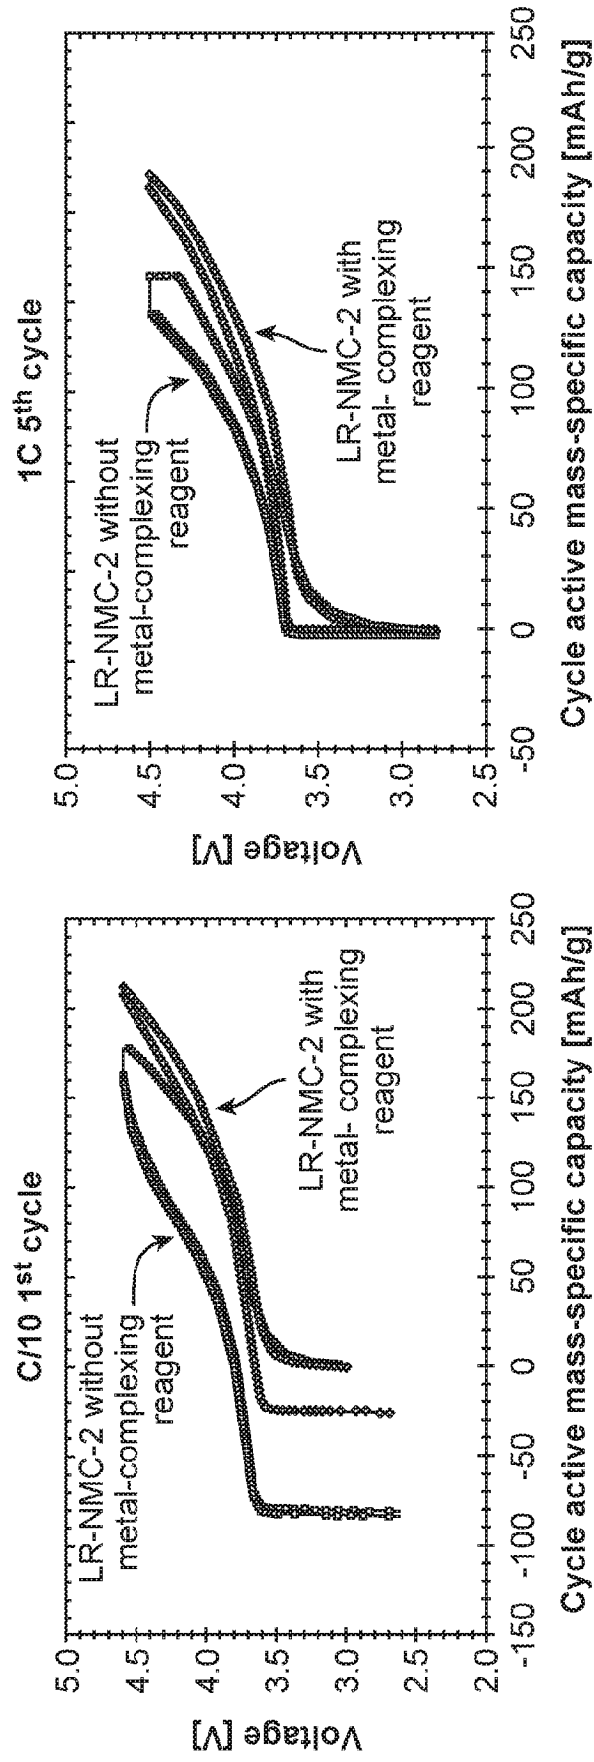 C/10 1st cycle
Voltage [V]
5.0
4.5
4.0
3.5
3.0
2.5
2.0
-150
-100
-50
0
50
100
150
200
250
Cycle active mass-specific capacity [mAh/g]
LR-NMC-2 without
metal-complexing
reagent
LR-NMC-2 with
metal- complexing
reagent
1C 5th cycle
Voltage [V]
5.0
4.5
4.0
3.5
3.0
2.5
-50
0
50
100
150
200
250
Cycle active mass-specific capacity [mAh/g]
LR-NMC-2 without
metal-complexing
reagent
LR-NMC-2 with
metal- complexing
reagent